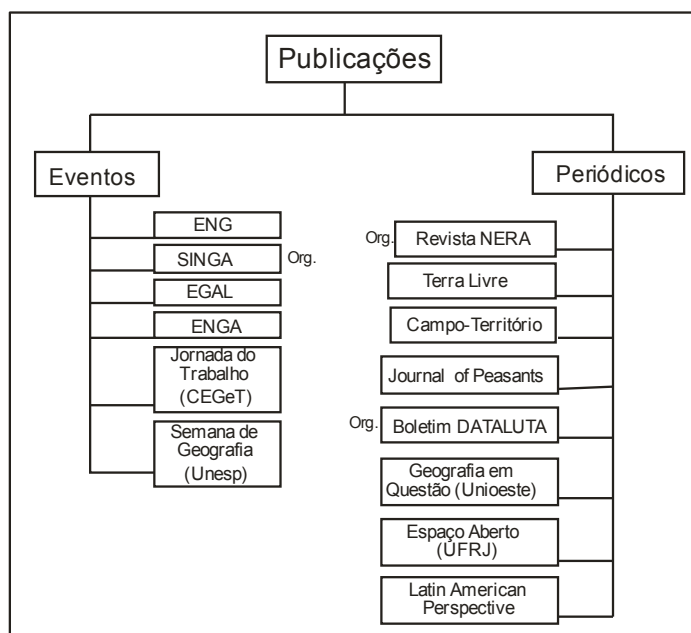 Publicações
Eventos
ENG
SINGA Org.
EGAL
ENGA
Jornada do
Trabalho
(CEGeT)
Semana de
Geografia
(Unesp)
Periódicos
Org. Revista NERA
Terra Livre
Campo-Território
Journal of Peasants
Org. Boletim DATALUTA
Geografia em
Questão (Unioeste)
Espaço Aberto
(UFRJ)
Latin American
Perspective